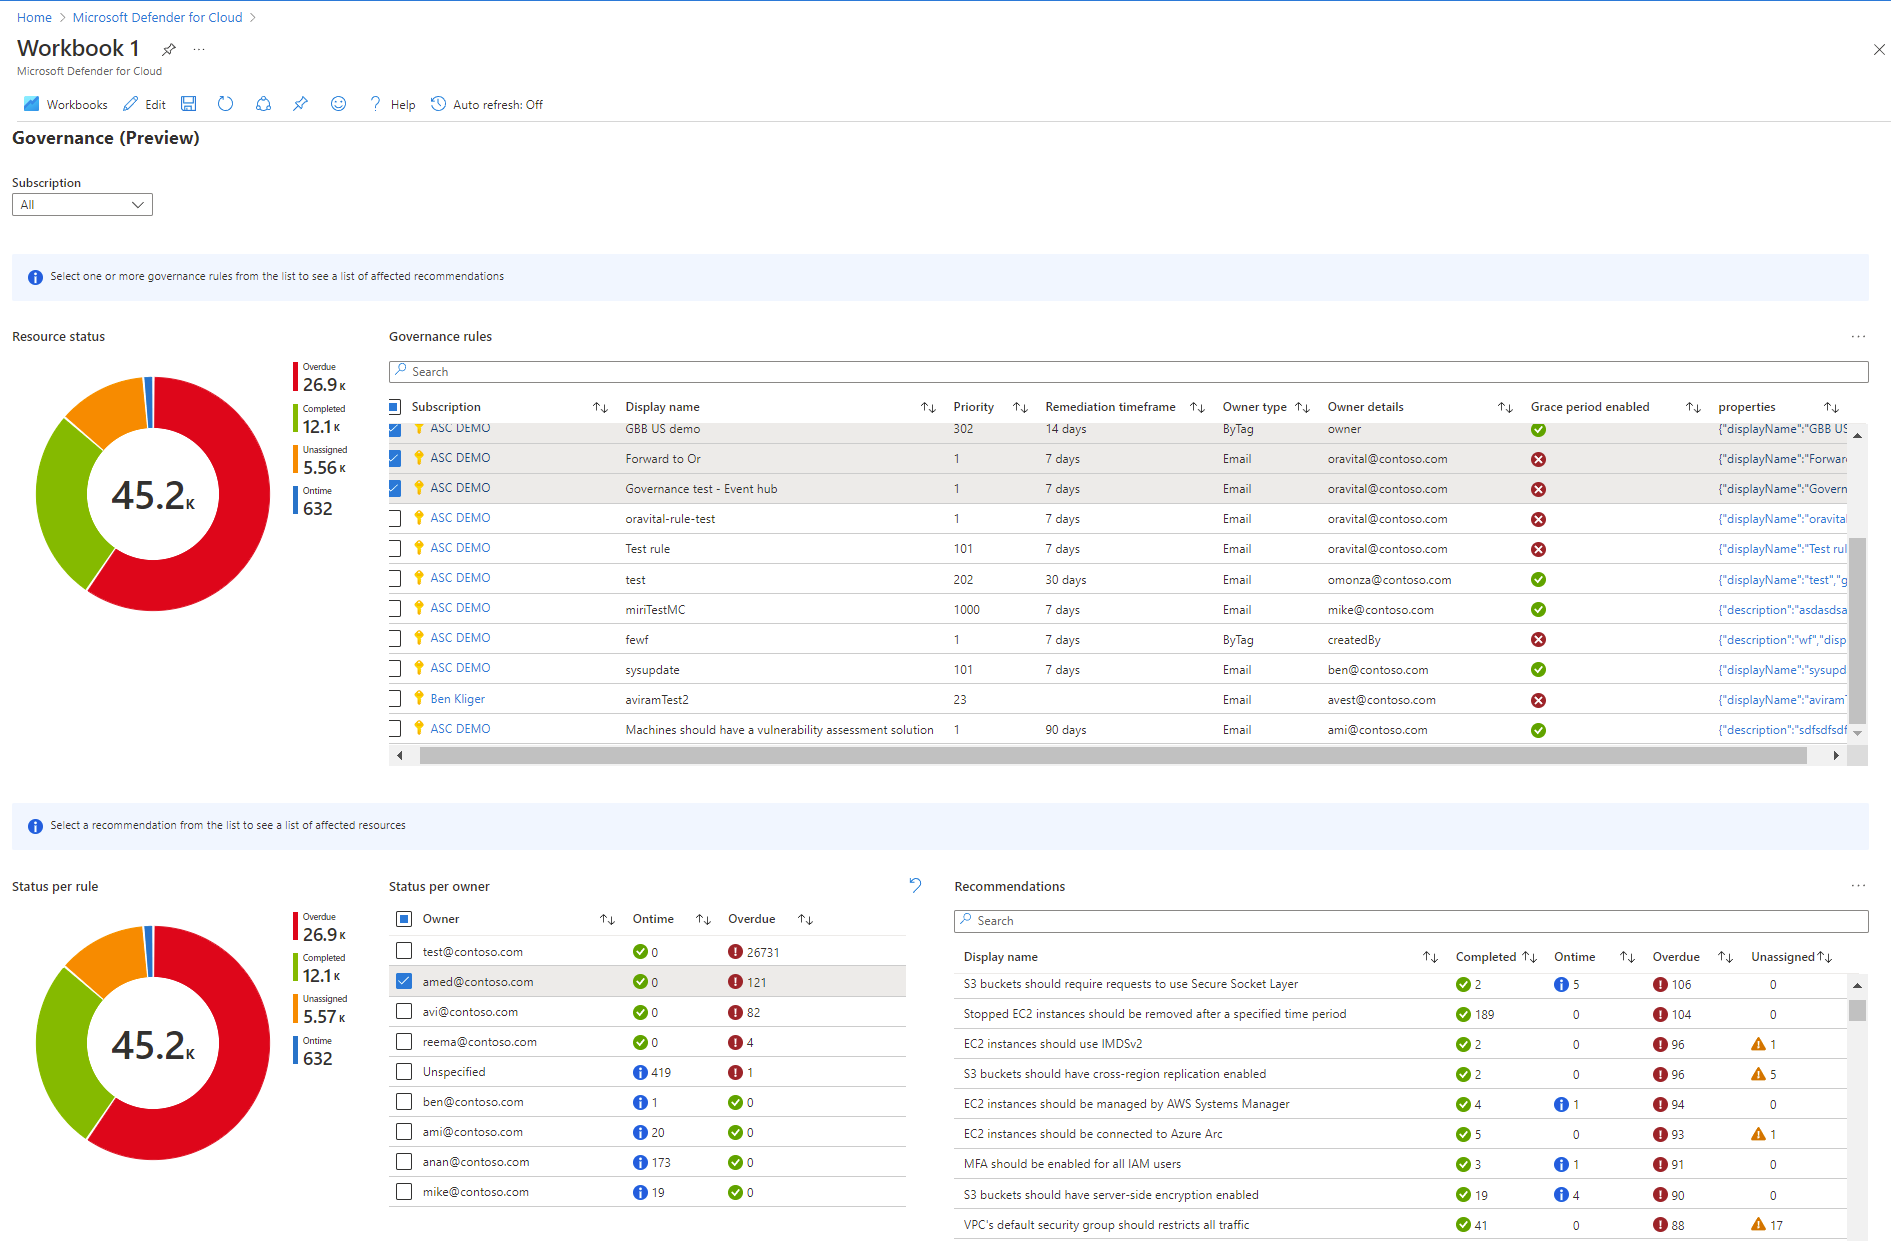 Home > Microsoft Defender for Cloud >
Workbook 1 ...
Microsoft Defender for Cloud
Workbooks Edit ? Help Auto refresh: Off
Governance (Preview)
Subscription
All
Select one or more governance rules from the list to see a list of affected recommendations
Resource status
45.2K
Overdue
26.9 K
Completed
12.1 K
Unassigned
5.56 K
Ontime
632
Governance rules ...
Search
Subscription Display name Priority Remediation timeframe Owner type Owner details Grace period enabled properties
ASC DEMO GBB US demo 302 14 days ByTag owner {"displayName":"GBB US
ASC DEMO Forward to Or 1 7 days Email oravital@contoso.com {"displayName":"Forwar
ASC DEMO Governance test - Event hub 1 7 days Email oravital@contoso.com {"displayName":"Govern
ASC DEMO oravital-rule-test 1 7 days Email oravital@contoso.com {"displayName":"oravital
ASC DEMO Test rule 101 7 days Email oravital@contoso.com {"displayName":"Test rul
ASC DEMO test 202 30 days Email omonza@contoso.com {"displayName":"test","g
ASC DEMO miriTestMC 1000 7 days Email mike@contoso.com {"description":"asdasdsa
ASC DEMO fewf 1 7 days ByTag createdBy {"description":"wf","disp
ASC DEMO sysupdate 101 7 days Email ben@contoso.com {"displayName":"sysupd
Ben Kliger aviramTest2 23 Email avest@contoso.com {"displayName":"aviramT
ASC DEMO Machines should have a vulnerability assessment solution 1 90 days Email ami@contoso.com {"description":"sdfsdfsdf
Select a recommendation from the list to see a list of affected resources
Status per rule
45.2K
Overdue
26.9 K
Completed
12.1 K
Unassigned
5.57 K
Ontime
632
Status per owner
Owner Ontime Overdue
test@contoso.com 0 26731
amed@contoso.com 0 121
avi@contoso.com 0 82
reema@contoso.com 0 4
Unspecified 419 1
ben@contoso.com 1 0
ami@contoso.com 20 0
anan@contoso.com 173 0
mike@contoso.com 19 0
Recommendations ...
Search
Display name Completed Ontime Overdue Unassigned
S3 buckets should require requests to use Secure Socket Layer 2 5 106 0
Stopped EC2 instances should be removed after a specified time period 189 0 104 0
EC2 instances should use IMDSv2 2 0 96 1
S3 buckets should have cross-region replication enabled 2 0 96 5
EC2 instances should be managed by AWS Systems Manager 4 1 94 0
EC2 instances should be connected to Azure Arc 5 0 93 1
MFA should be enabled for all IAM users 3 1 91 0
S3 buckets should have server-side encryption enabled 19 4 90 0
VPC's default security group should restricts all traffic 41 0 88 17